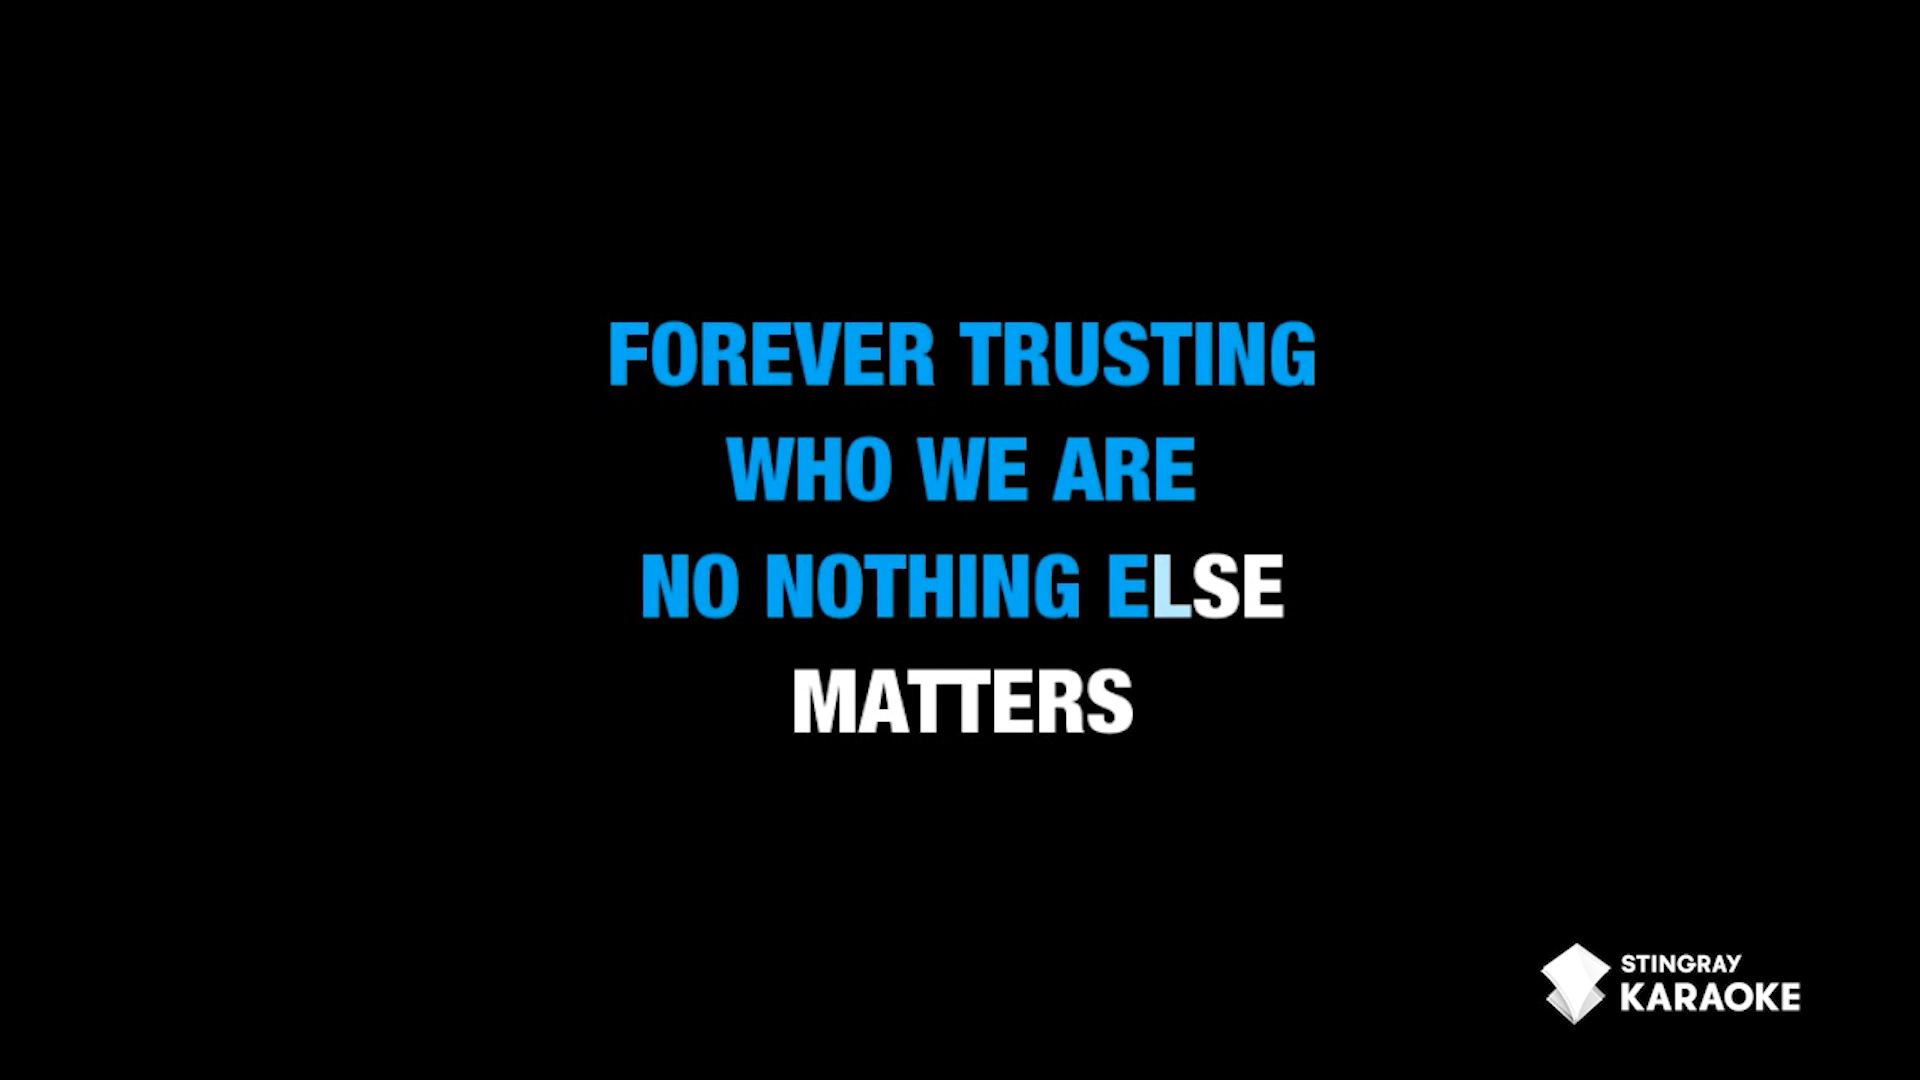 FOREVER TRUSTING
WHO WE ARE
NO NOTHING ELSE
MATTERS
STINGRAY
KARAOKE